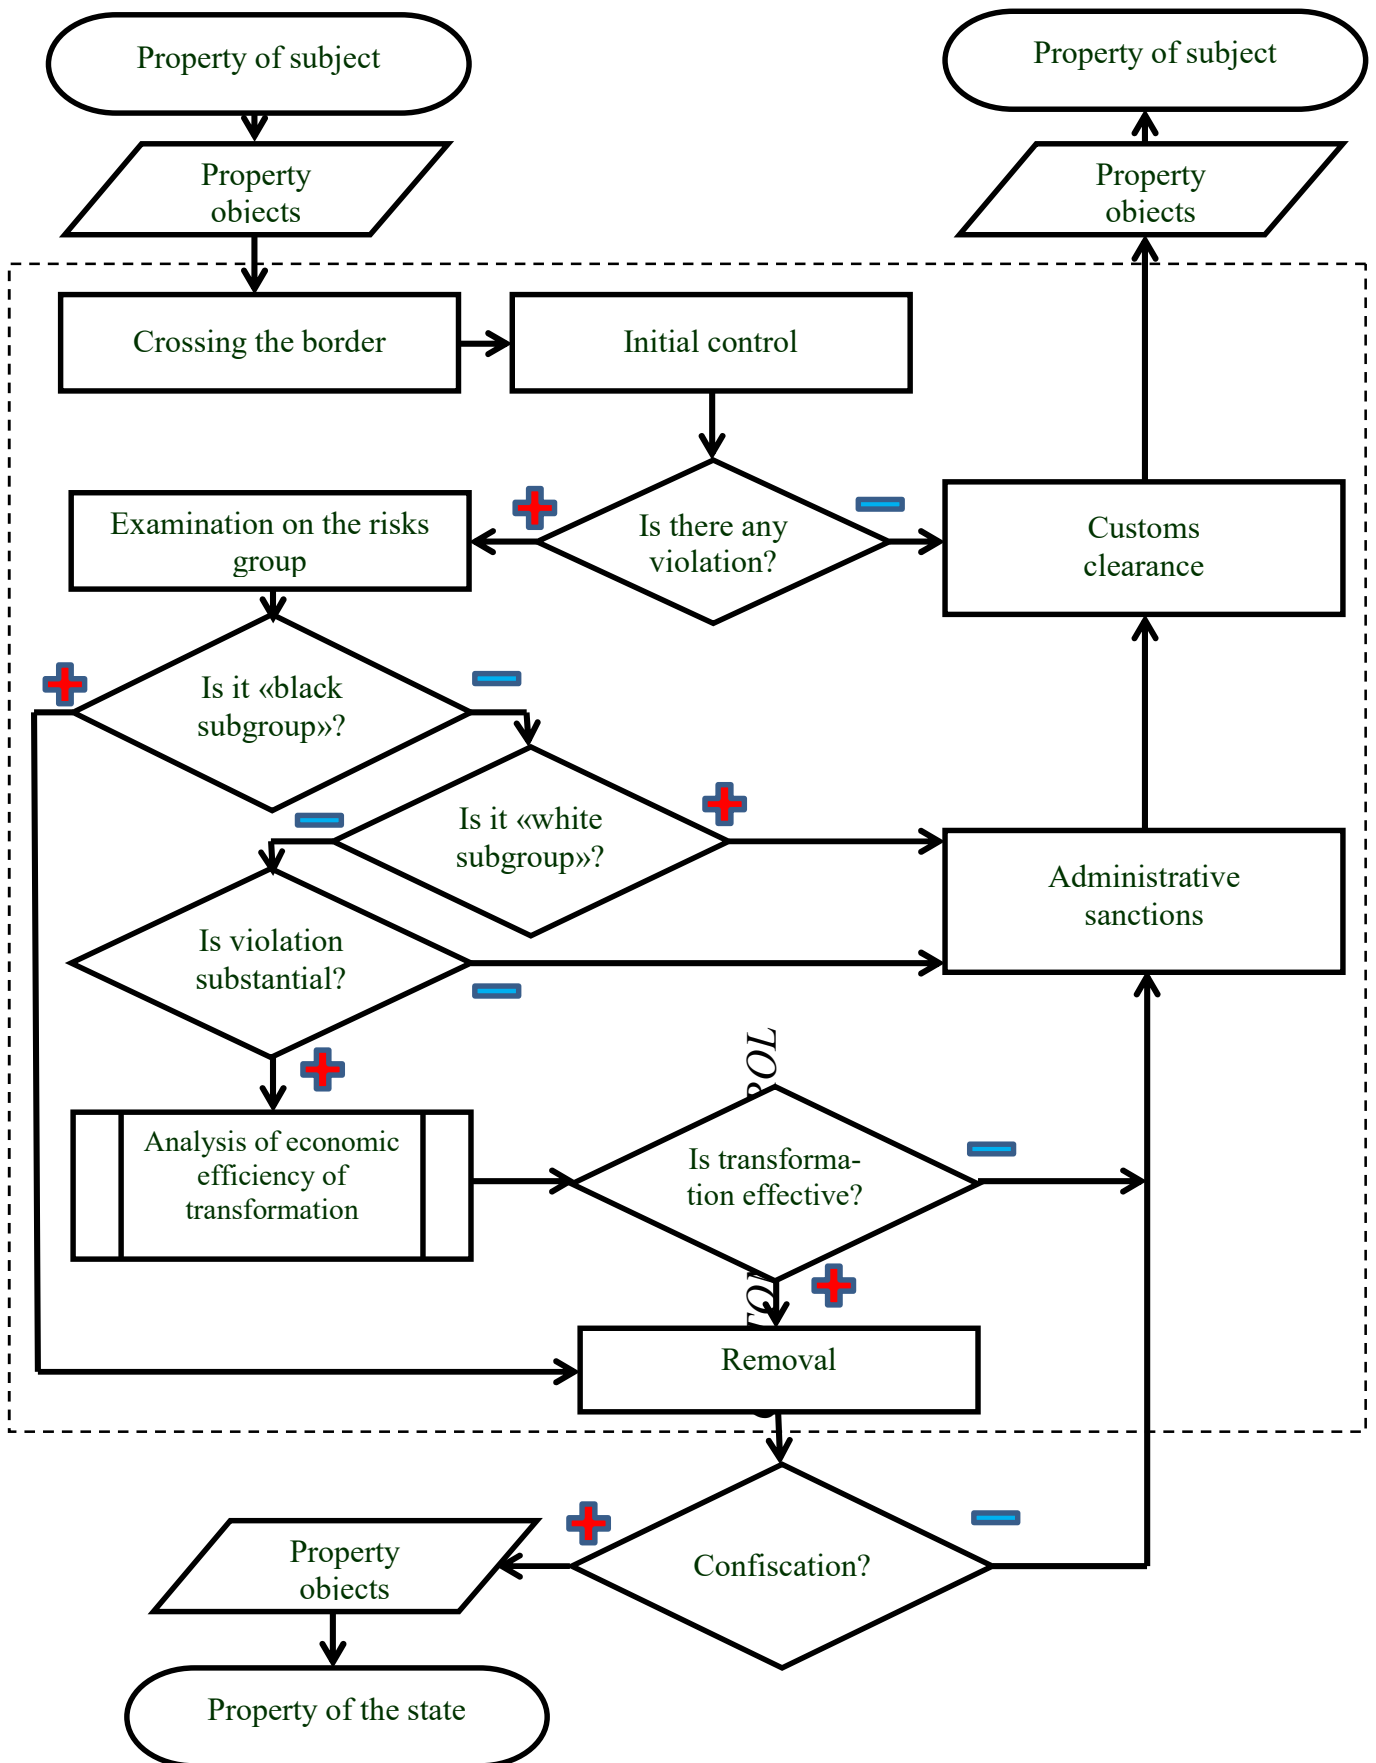 Property of subject
Property of subject
Property
objects
Property
objects
Crossing the border
Initial control
Examination on the risks
group
Is there any
violation?
Customs
clearance
Is it «black
subgroup»?
Is it «white
subgroup»?
Administrative
sanctions
Is violation
substantial?
Analysis of economic
efficiency of
transformation
Is transforma-
tion effective?
Removal
Confiscation?
Property
objects
Property of the state